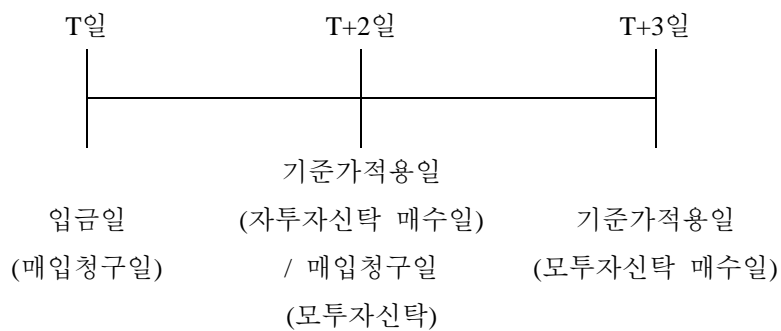 T일 T+2일 T+3일
기준가적용일
입금일 (자투자신탁 매수일) 기준가적용일
(매입청구일) / 매입청구일 (모투자신탁 매수일)
(모투자신탁)